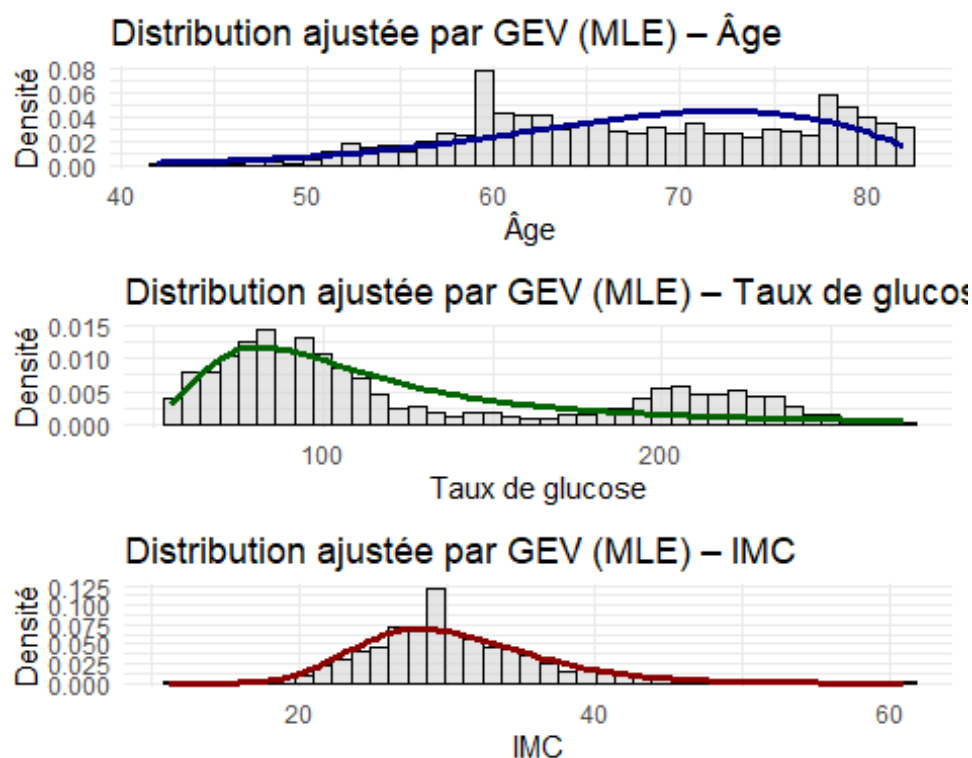 Distribution ajustée par GEV (MLE) – Âge
Densité
0.08
0.06
0.04
0.02
0.00
40 50 60 70 80
Âge
Distribution ajustée par GEV (MLE) – Taux de glucos
Densité
0.015
0.010
0.005
0.000
100 200
Taux de glucose
Distribution ajustée par GEV (MLE) – IMC
Densité
0.125
0.100
0.075
0.050
0.025
0.000
20 40 60
IMC